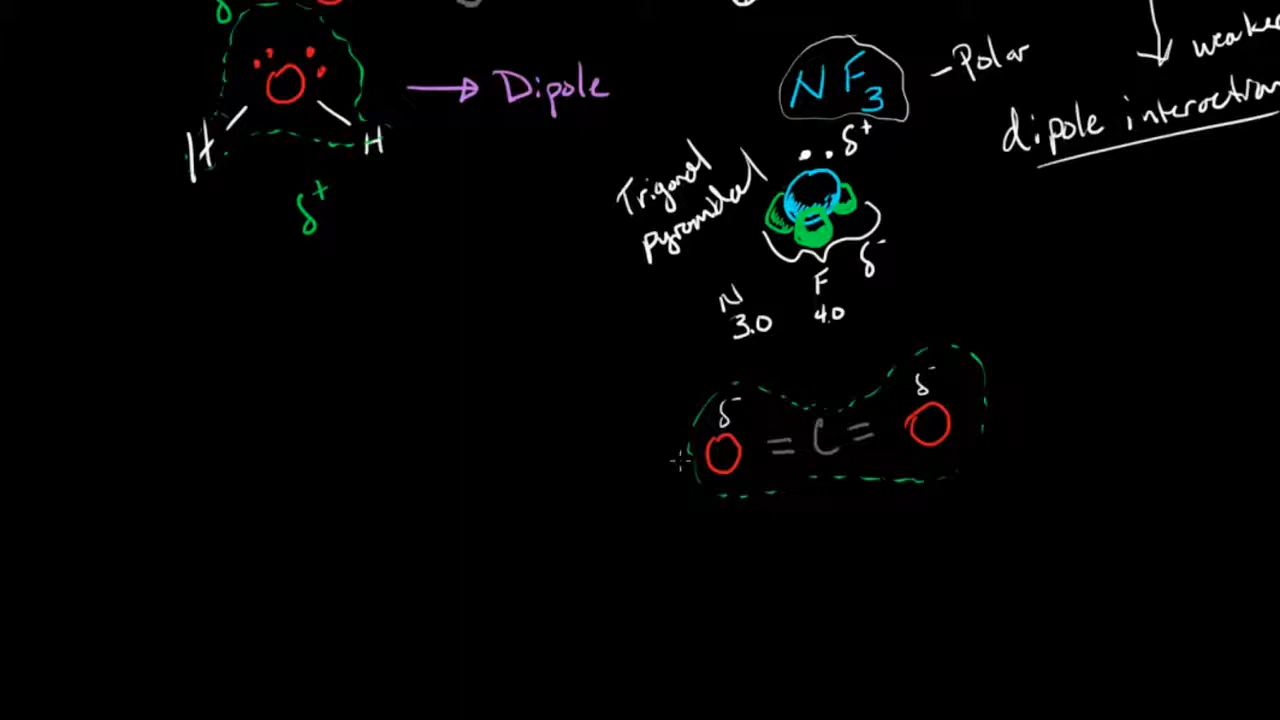 δ
O
H
H
→ Dipole
δ+
NF3
- Polar
weaker
dipole interaction
δ+
Trigonal
pyramidal
F
δ-
N
3.0
4.0
δ-
δ-
O = C = O